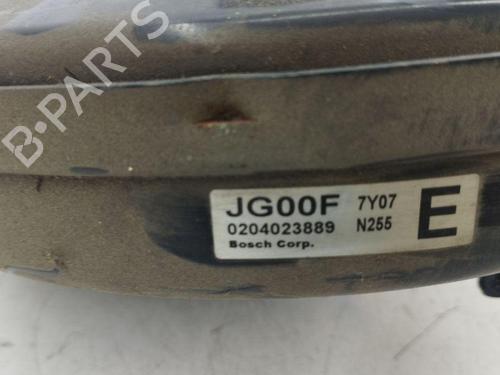 B-PARTS
JG00F 7Y07 E
0204023889 N255
Bosch Corp.